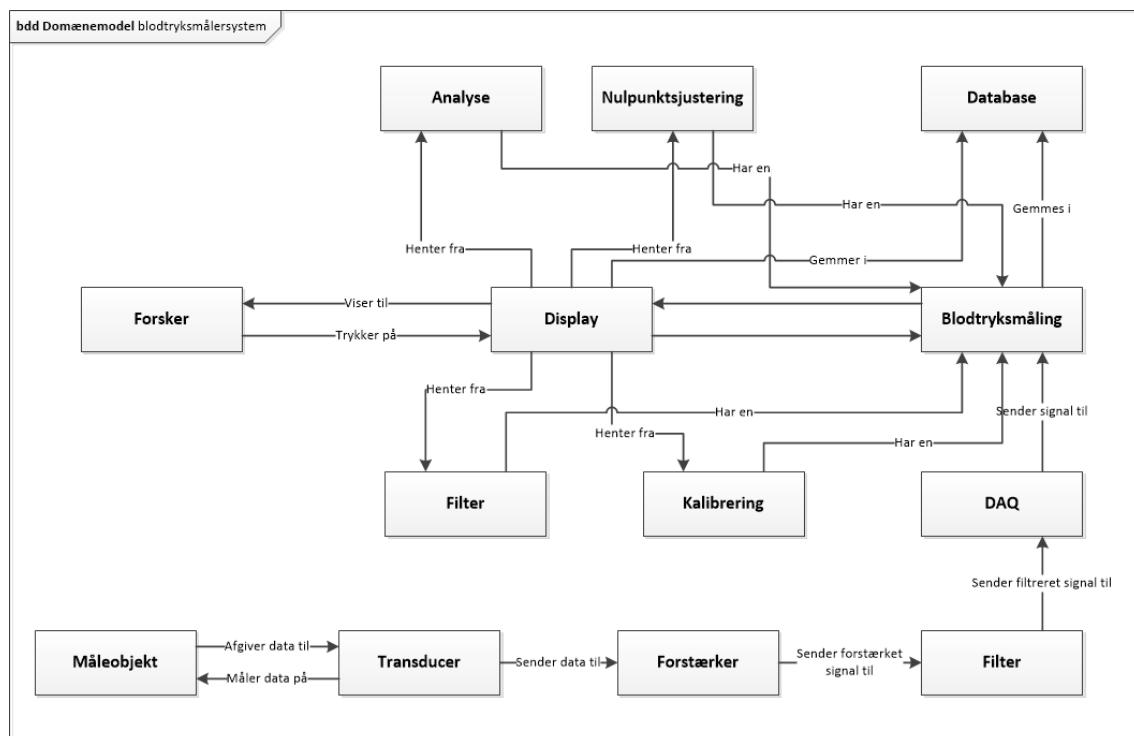 bdd Domænemodel blodtryksmålersystem
Analyse
Nulpunktsjustering
Database
Har en
Har en
Gemmes i
Henter fra
Henter fra
Gemmer i
Forsker
Viser til
Trykker på
Display
Blodtryksmåling
Henter fra
Har en
Sender signal til
Henter fra
Har en
Filter
Kalibrering
DAQ
Sender filtreret signal til
Måleobjekt
Afgiver data til
Måler data på
Transducer
Sender data til
Forstærker
Sender forstærket
signal til
Filter